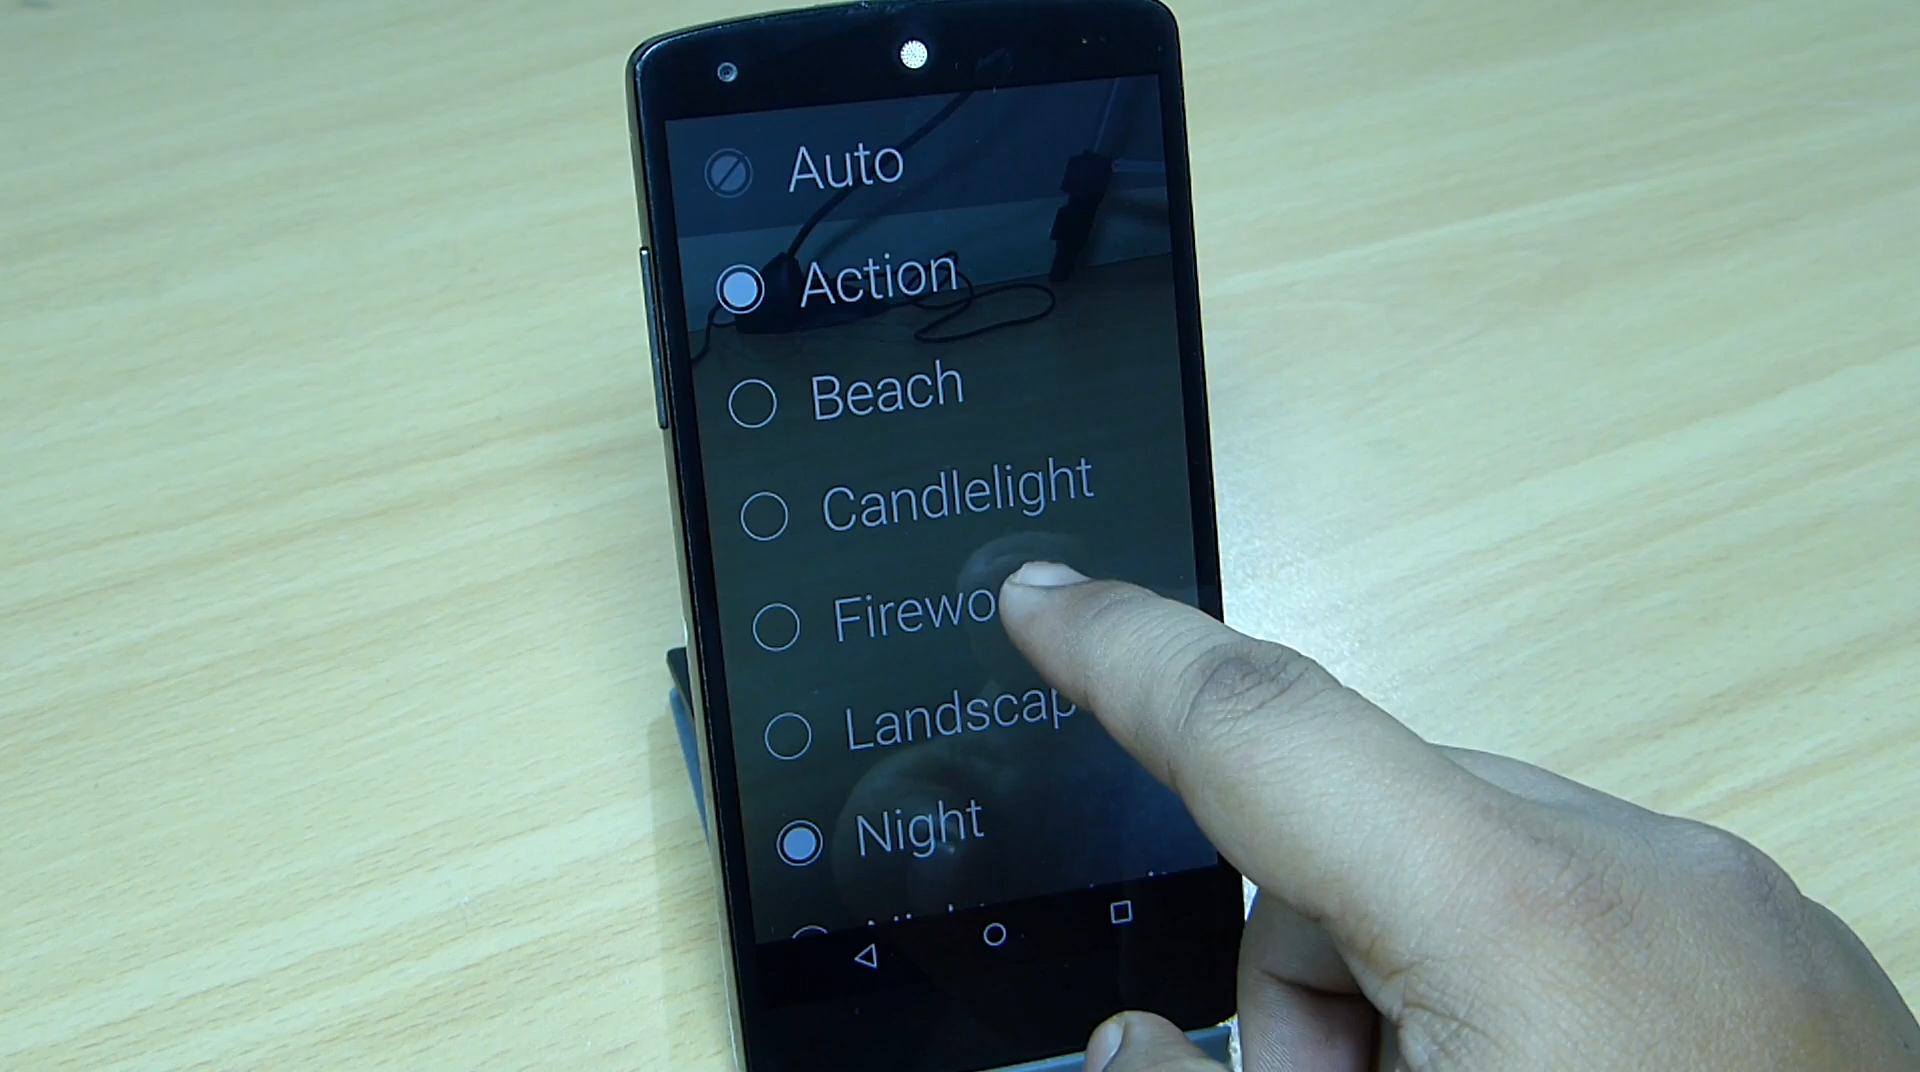 Auto
Action
Beach
Candlelight
Firewo
Landscap
Night